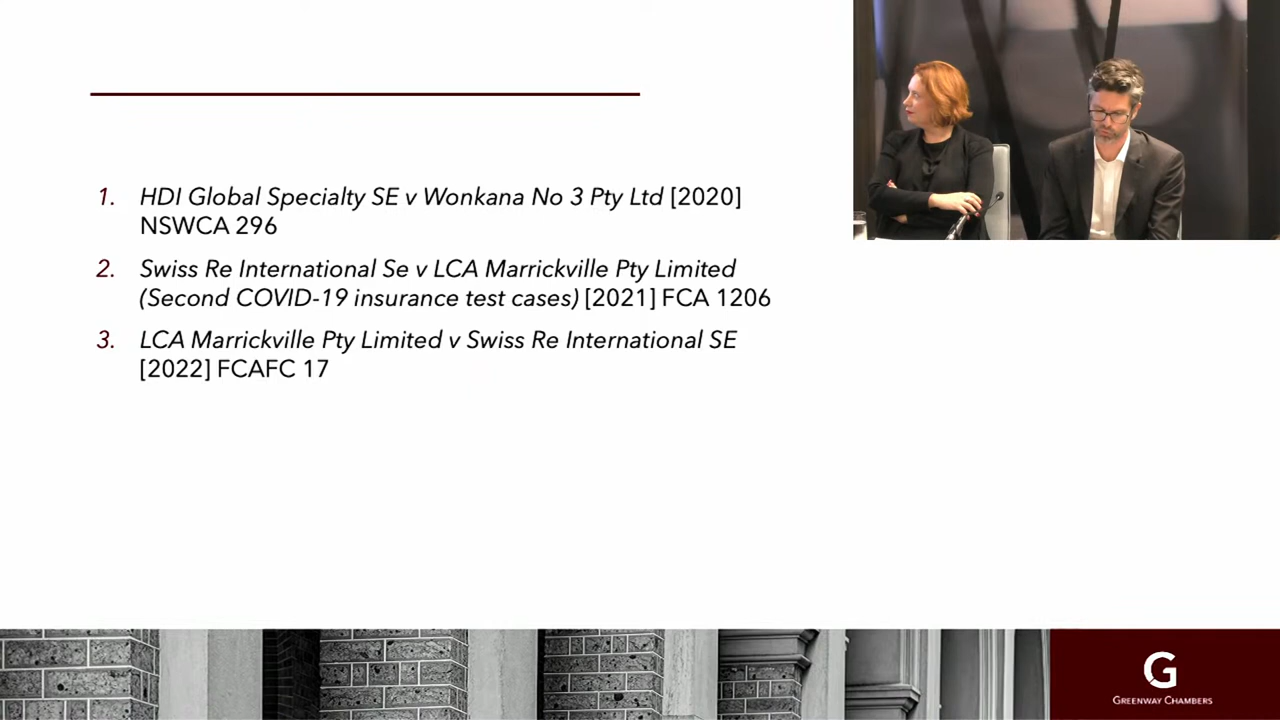 1. HDI Global Specialty SE v Wonkana No 3 Pty Ltd [2020]
NSWCA 296
2. Swiss Re International Se v LCA Marrickville Pty Limited
(Second COVID-19 insurance test cases) [2021] FCA 1206
3. LCA Marrickville Pty Limited v Swiss Re International SE
[2022] FCAFC 17
G
GREENWAY CHAMBERS